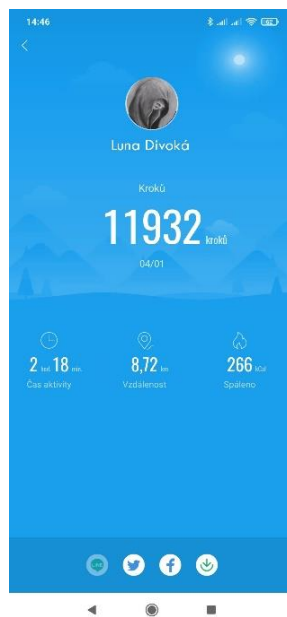 14:46
Luna Divoká
Kroků
11932 kroků
04/01
2 hod. 18 min.
8,72 km
266 kCal
Čas aktivity
Vzdálenost
Spáleno